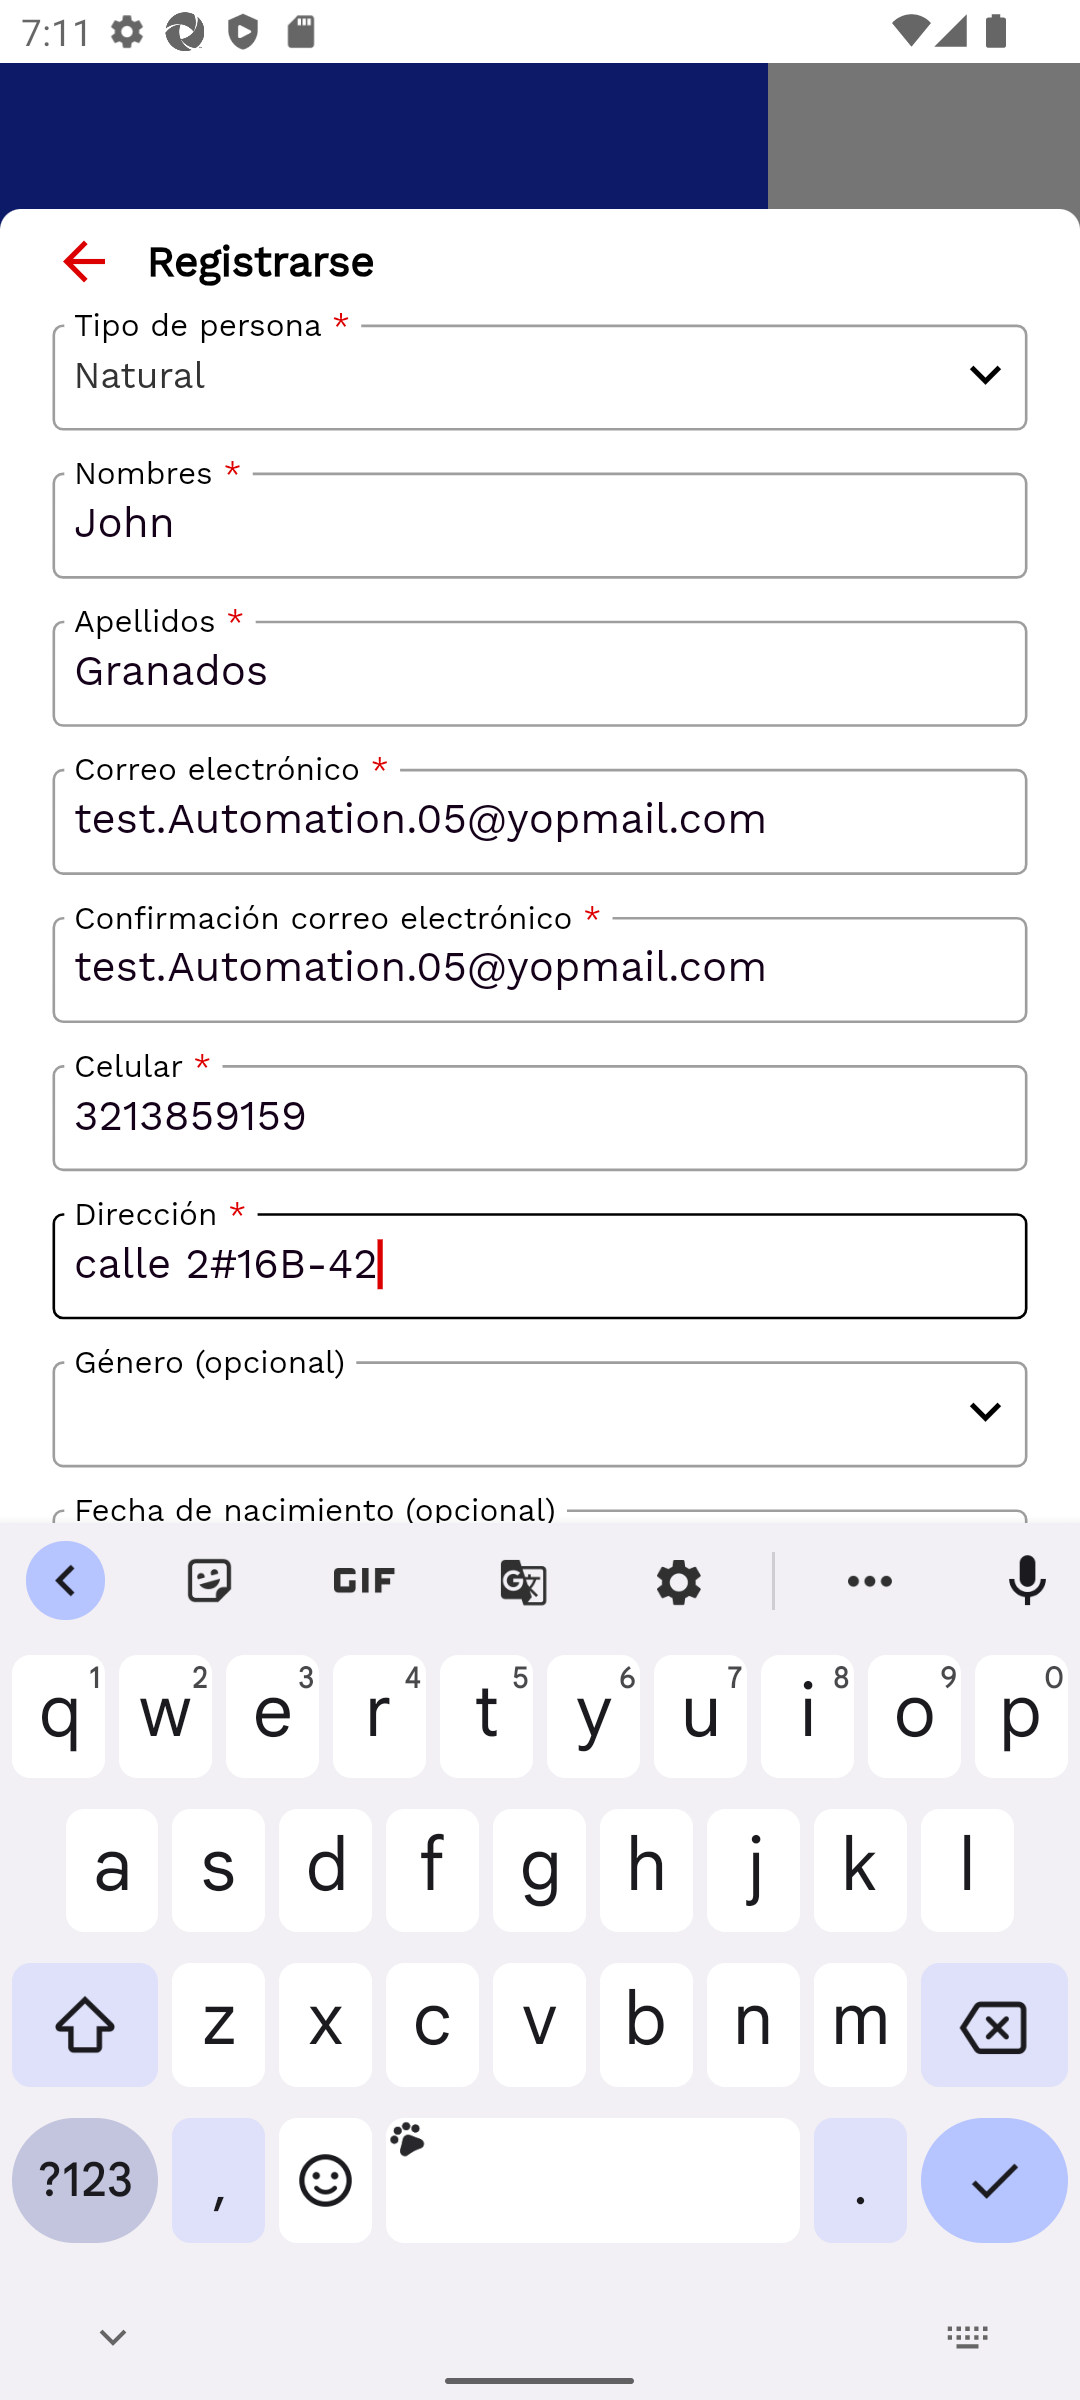 7:11
Registrarse
Tipo de persona *
Natural
Nombres *
John
Apellidos *
Granados
Correo electrónico *
test.Automation.05@yopmail.com
Confirmación correo electrónico *
test.Automation.05@yopmail.com
Celular *
3213859159
Dirección *
calle 2#16B-42
Género (opcional)
Fecha de nacimiento (opcional)
GIF
q1 w2 e3 r4 t5 y6 u7 i8 o9 p0
a s d f g h j k l
z x c v b n m
?123 , .